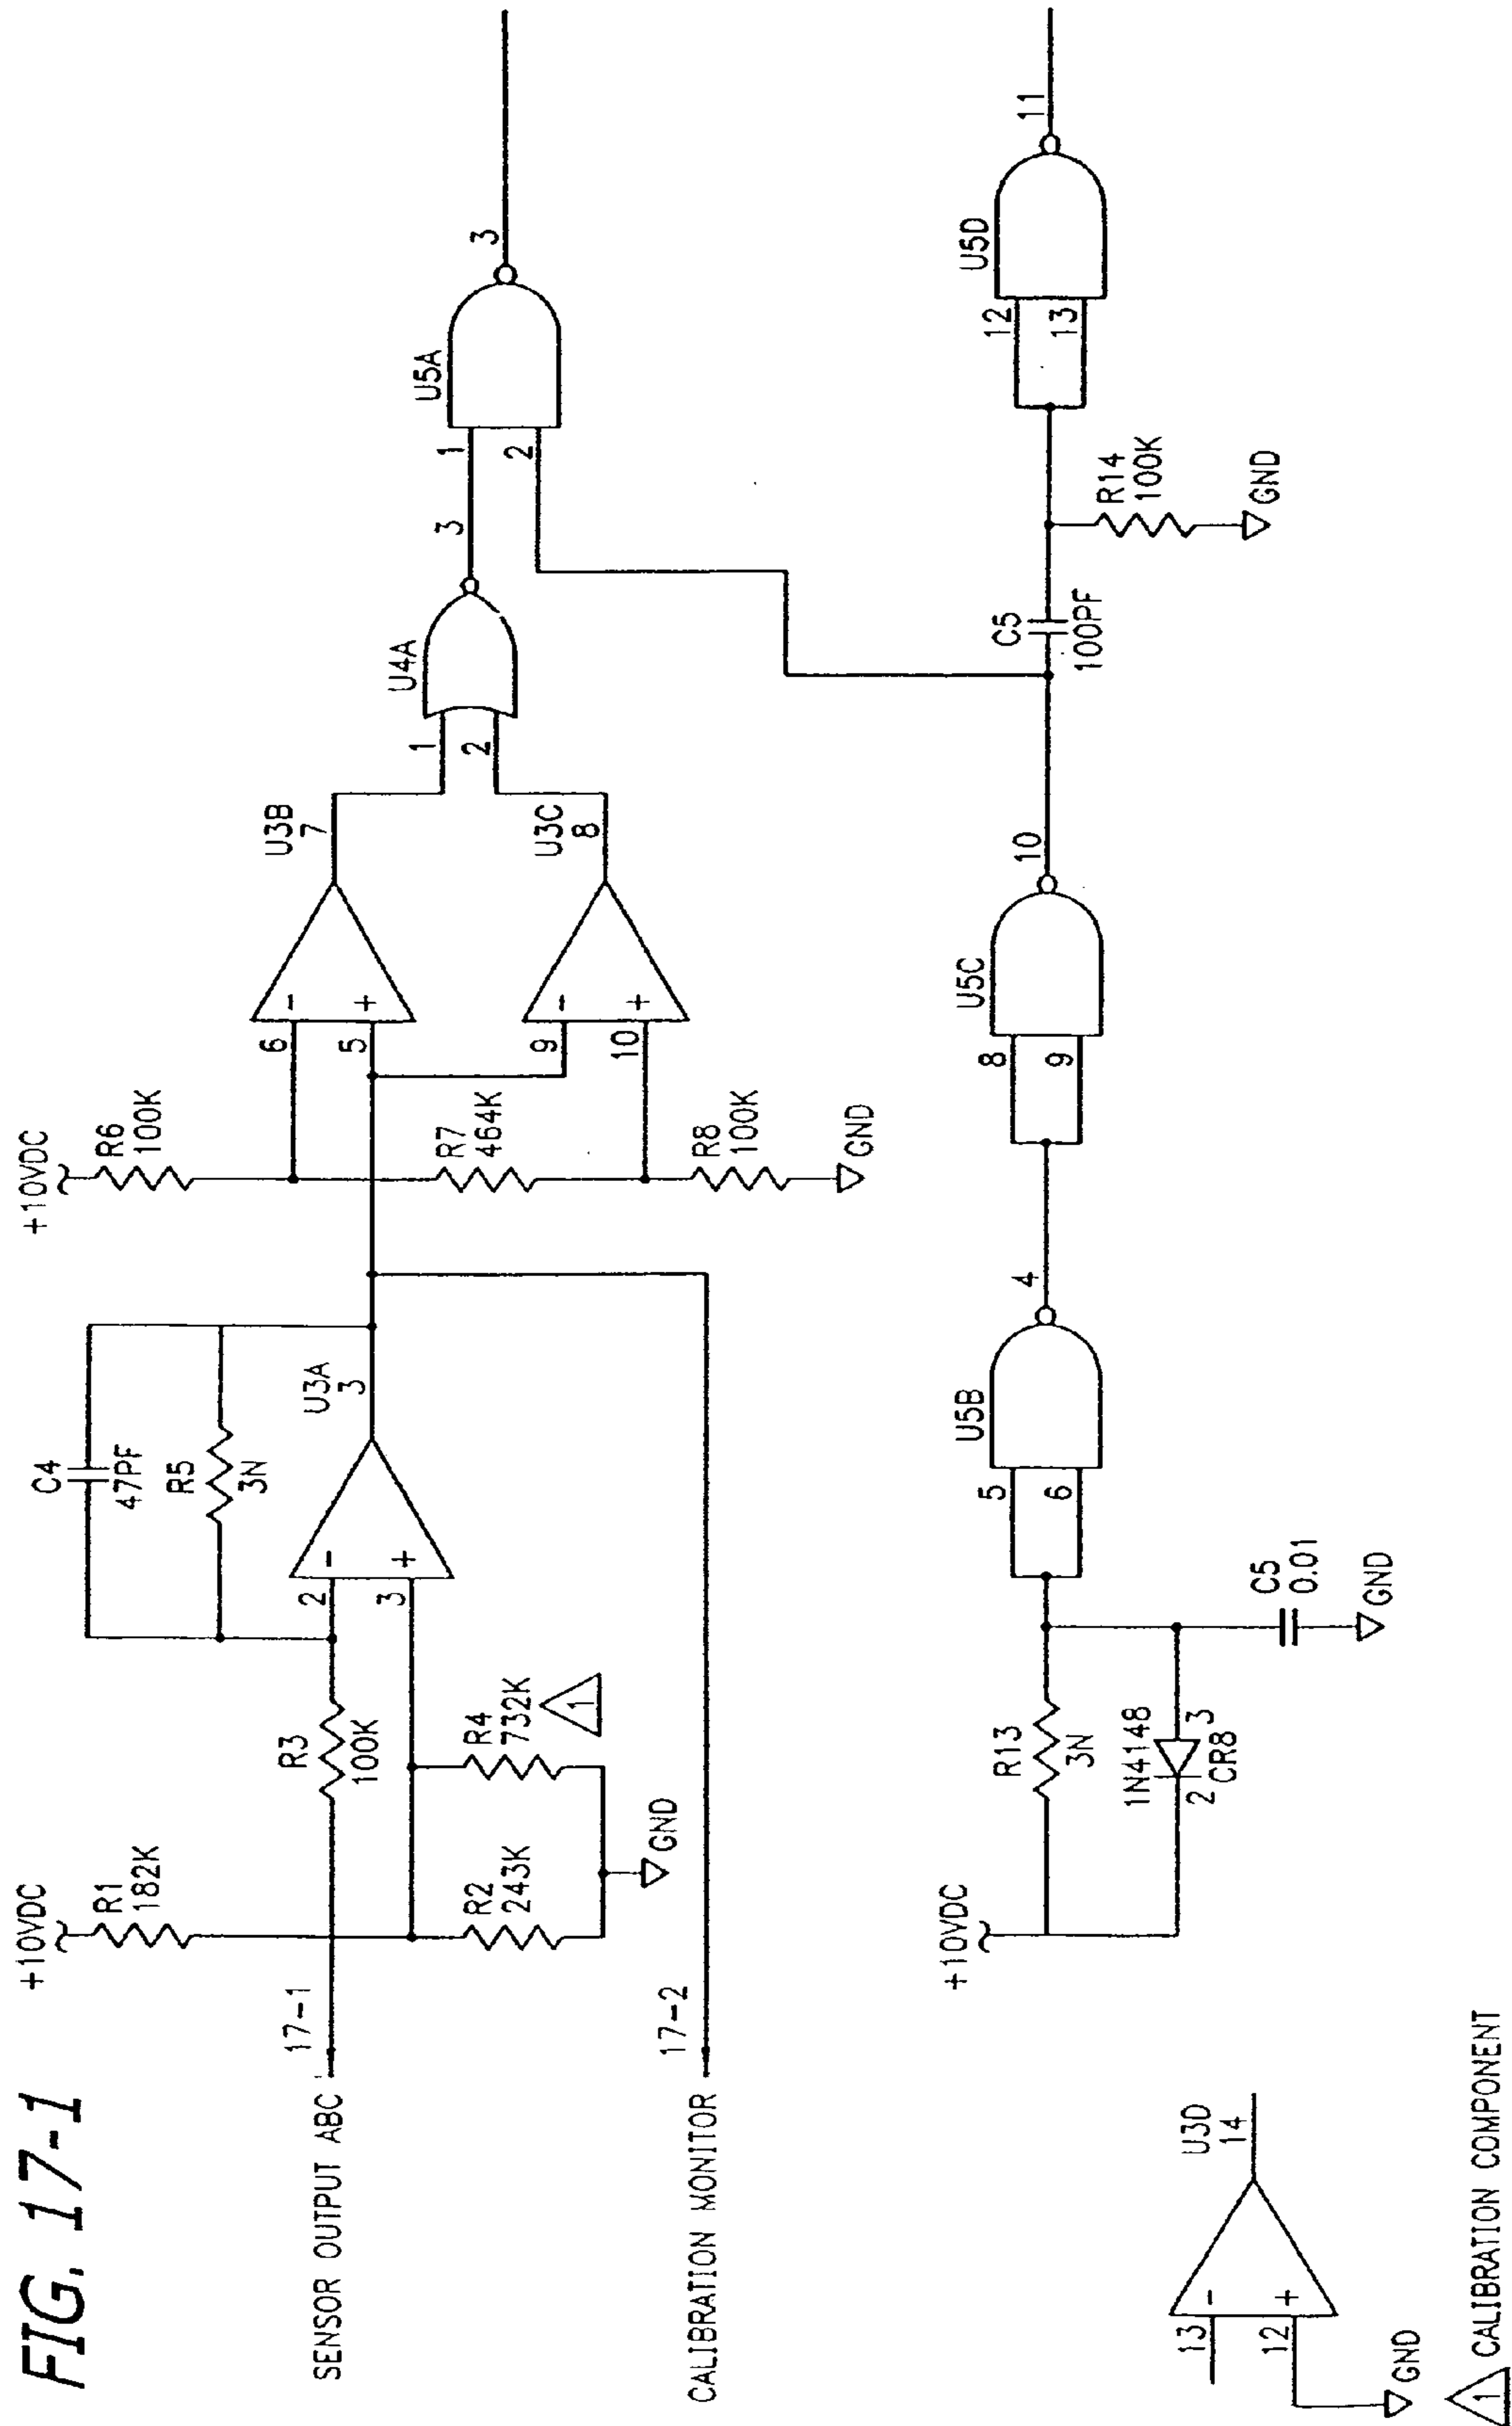 FIG. 17-1
+10VDC
R1
182K
SENSOR OUTPUT ABC
17-1
R3
100K
R2
243K
R4
732K
1
GND
C4
47PF
R5
3N
2
-
3
+
U3A
3
CALIBRATION MONITOR
17-2
+10VDC
R6
100K
R7
464K
R8
100K
GND
6
-
5
+
U3B
7
9
-
10
+
U3C
8
1
2
U4A
3
1
2
U5A
3
+10VDC
R13
3N
1N4148
2
3
CR8
C5
0.01
GND
5
6
U5B
4
8
9
U5C
10
C5
100PF
R14
100K
GND
12
13
U5D
11
13
-
12
+
U3D
14
GND
1 CALIBRATION COMPONENT